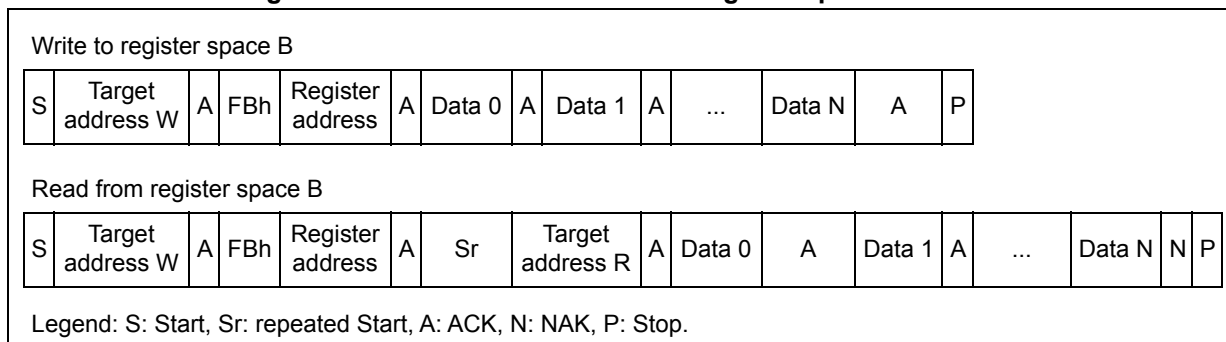 Write to register space B
S Target address W A FBh Register address A Data 0 A Data 1 A ... Data N A P
Read from register space B
S Target address W A FBh Register address A Sr Target address R A Data 0 A Data 1 A ... Data N N P
Legend: S: Start, Sr: repeated Start, A: ACK, N: NAK, P: Stop.